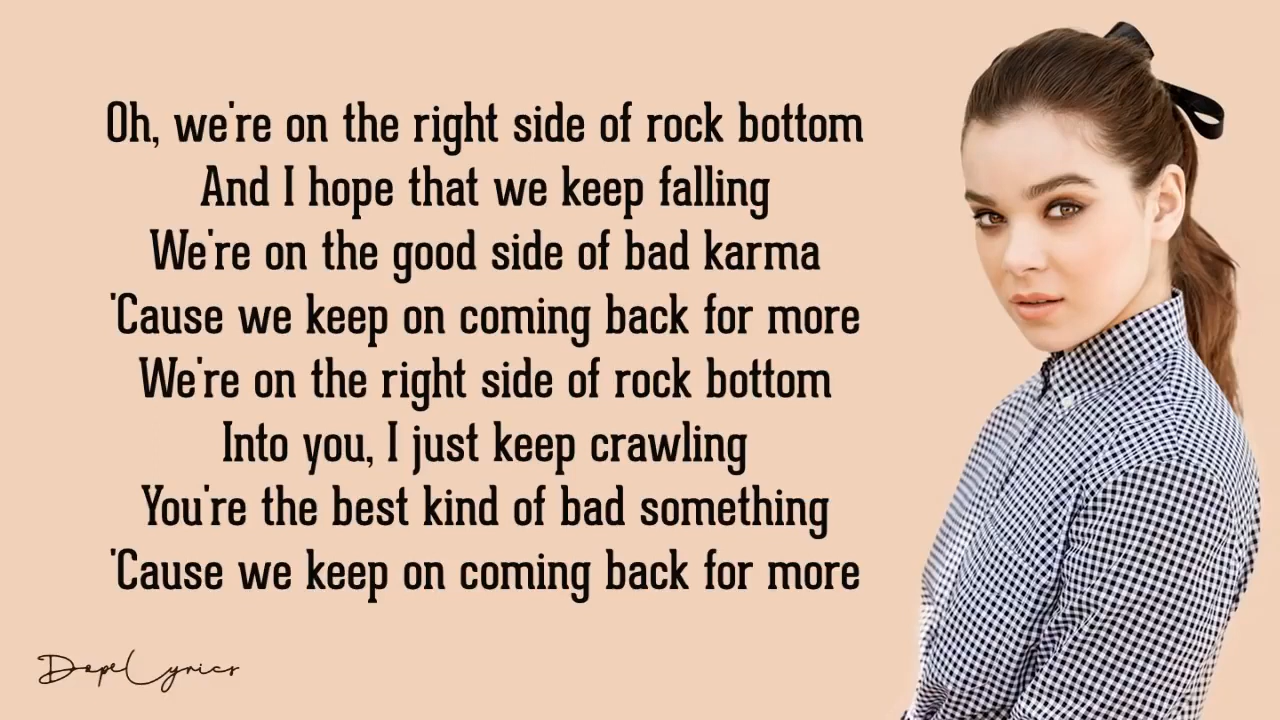 Oh, we're on the right side of rock bottom
And I hope that we keep falling
We're on the good side of bad karma
'Cause we keep on coming back for more
We're on the right side of rock bottom
Into you, I just keep crawling
You're the best kind of bad something
'Cause we keep on coming back for more
DopeLyrics